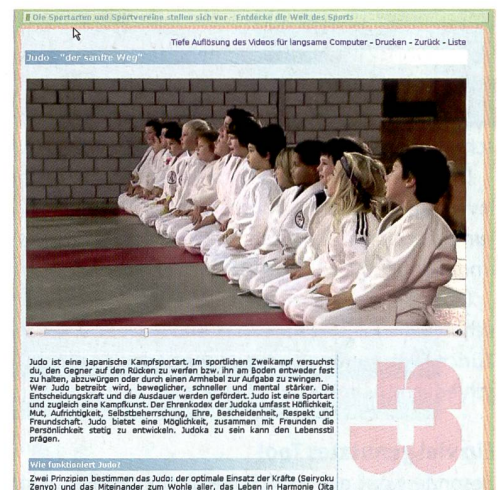 Die Sportarten und Sportvereine stellen sich vor - Entdecke die Welt des Sports
Tiefe Auflösung des Videos für langsame Computer - Drucken - Zurück - Liste
Judo - "der sanfte Weg"
Judo ist eine japanische Kampfsportart. Im sportlichen Zweikampf versuchst
du, den Gegner auf den Rücken zu werfen bzw. ihn am Boden entweder fest
zu halten, abzuwürgen oder durch einen Armhebel zur Aufgabe zu zwingen.
Wer Judo betreibt wird, beweglicher, schneller und mental stärker. Die
Entscheidungskraft und die Ausdauer werden gefördert. Judo ist eine Sportart
und zugleich eine Kampfkunst. Der Ehrenkodex der Judoka umfasst Höflichkeit,
Mut, Aufrichtigkeit, Selbstbeherrschung, Ehre, Bescheidenheit, Respekt und
Freundschaft. Judo bietet eine Möglichkeit, zusammen mit Freunden die
Persönlichkeit stetig zu entwickeln. Judoka zu sein kann den Lebensstil
prägen.
3
Wie funktioniert Judo?
Zwei Prinzipien bestimmen das Judo: der optimale Einsatz der Kräfte (Seiryoku
Zenyo) und das Miteinander zum Wohle aller, das Leben in Harmonie (Jita